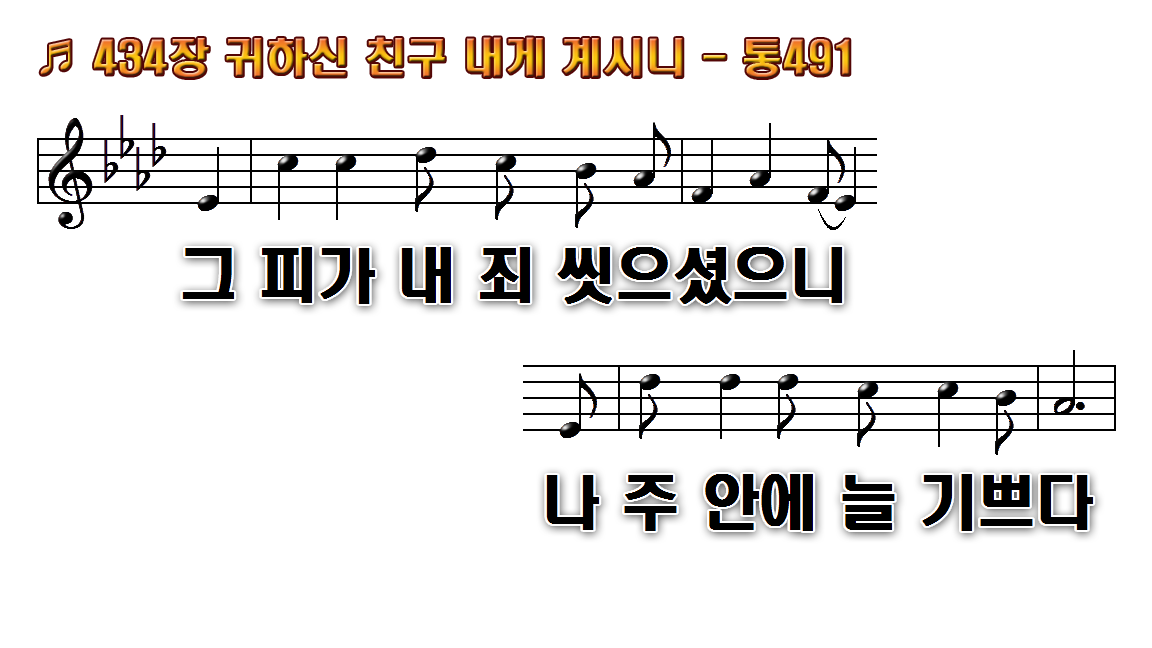 ♬ 434장 귀하신 친구 내게 계시니 - 통491
그 피가 내 죄 씻으셨으니
나 주 안에 늘 기쁘다